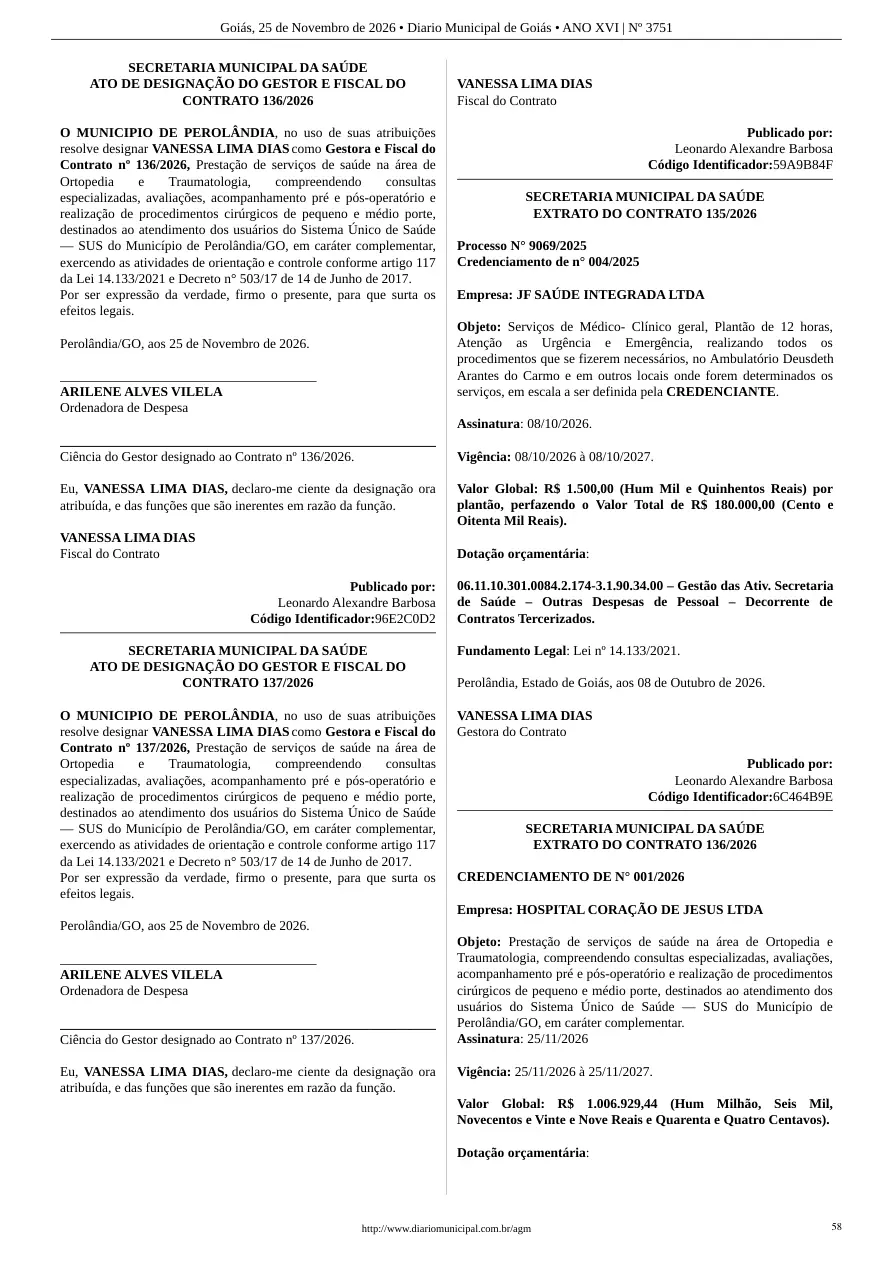 Goiás, 25 de Novembro de 2026 • Diario Municipal de Goiás • ANO XVI | Nº 3751
SECRETARIA MUNICIPAL DA SAÚDE
ATO DE DESIGNAÇÃO DO GESTOR E FISCAL DO
CONTRATO 136/2026
O MUNICIPIO DE PEROLÂNDIA, no uso de suas atribuições
resolve designar VANESSA LIMA DIAS como Gestora e Fiscal do
Contrato nº 136/2026, Prestação de serviços de saúde na área de
Ortopedia e Traumatologia, compreendendo consultas
especializadas, avaliações, acompanhamento pré e pós-operatório e
realização de procedimentos cirúrgicos de pequeno e médio porte,
destinados ao atendimento dos usuários do Sistema Único de Saúde
— SUS do Município de Perolândia/GO, em caráter complementar,
exercendo as atividades de orientação e controle conforme artigo 117
da Lei 14.133/2021 e Decreto n° 503/17 de 14 de Junho de 2017.
Por ser expressão da verdade, firmo o presente, para que surta os
efeitos legais.
Perolândia/GO, aos 25 de Novembro de 2026.
ARILENE ALVES VILELA
Ordenadora de Despesa
Ciência do Gestor designado ao Contrato nº 136/2026.
Eu, VANESSA LIMA DIAS, declaro-me ciente da designação ora
atribuída, e das funções que são inerentes em razão da função.
VANESSA LIMA DIAS
Fiscal do Contrato
Publicado por:
Leonardo Alexandre Barbosa
Código Identificador:96E2C0D2
SECRETARIA MUNICIPAL DA SAÚDE
ATO DE DESIGNAÇÃO DO GESTOR E FISCAL DO
CONTRATO 137/2026
O MUNICIPIO DE PEROLÂNDIA, no uso de suas atribuições
resolve designar VANESSA LIMA DIAS como Gestora e Fiscal do
Contrato nº 137/2026, Prestação de serviços de saúde na área de
Ortopedia e Traumatologia, compreendendo consultas
especializadas, avaliações, acompanhamento pré e pós-operatório e
realização de procedimentos cirúrgicos de pequeno e médio porte,
destinados ao atendimento dos usuários do Sistema Único de Saúde
— SUS do Município de Perolândia/GO, em caráter complementar,
exercendo as atividades de orientação e controle conforme artigo 117
da Lei 14.133/2021 e Decreto n° 503/17 de 14 de Junho de 2017.
Por ser expressão da verdade, firmo o presente, para que surta os
efeitos legais.
Perolândia/GO, aos 25 de Novembro de 2026.
ARILENE ALVES VILELA
Ordenadora de Despesa
Ciência do Gestor designado ao Contrato nº 137/2026.
Eu, VANESSA LIMA DIAS, declaro-me ciente da designação ora
atribuída, e das funções que são inerentes em razão da função.
VANESSA LIMA DIAS
Fiscal do Contrato
Publicado por:
Leonardo Alexandre Barbosa
Código Identificador:59A9B84F
SECRETARIA MUNICIPAL DA SAÚDE
EXTRATO DO CONTRATO 135/2026
Processo N° 9069/2025
Credenciamento de n° 004/2025
Empresa: JF SAÚDE INTEGRADA LTDA
Objeto: Serviços de Médico- Clínico geral, Plantão de 12 horas,
Atenção as Urgência e Emergência, realizando todos os
procedimentos que se fizerem necessários, no Ambulatório Deusdeth
Arantes do Carmo e em outros locais onde forem determinados os
serviços, em escala a ser definida pela CREDENCIANTE.
Assinatura: 08/10/2026.
Vigência: 08/10/2026 à 08/10/2027.
Valor Global: R$ 1.500,00 (Hum Mil e Quinhentos Reais) por
plantão, perfazendo o Valor Total de R$ 180.000,00 (Cento e
Oitenta Mil Reais).
Dotação orçamentária:
06.11.10.301.0084.2.174-3.1.90.34.00 – Gestão das Ativ. Secretaria
de Saúde – Outras Despesas de Pessoal – Decorrente de
Contratos Tercerizados.
Fundamento Legal: Lei nº 14.133/2021.
Perolândia, Estado de Goiás, aos 08 de Outubro de 2026.
VANESSA LIMA DIAS
Gestora do Contrato
Publicado por:
Leonardo Alexandre Barbosa
Código Identificador:6C464B9E
SECRETARIA MUNICIPAL DA SAÚDE
EXTRATO DO CONTRATO 136/2026
CREDENCIAMENTO DE N° 001/2026
Empresa: HOSPITAL CORAÇÃO DE JESUS LTDA
Objeto: Prestação de serviços de saúde na área de Ortopedia e
Traumatologia, compreendendo consultas especializadas, avaliações,
acompanhamento pré e pós-operatório e realização de procedimentos
cirúrgicos de pequeno e médio porte, destinados ao atendimento dos
usuários do Sistema Único de Saúde — SUS do Município de
Perolândia/GO, em caráter complementar.
Assinatura: 25/11/2026
Vigência: 25/11/2026 à 25/11/2027.
Valor Global: R$ 1.006.929,44 (Hum Milhão, Seis Mil,
Novecentos e Vinte e Nove Reais e Quarenta e Quatro Centavos).
Dotação orçamentária:
http://www.diariomunicipal.com.br/agm
58